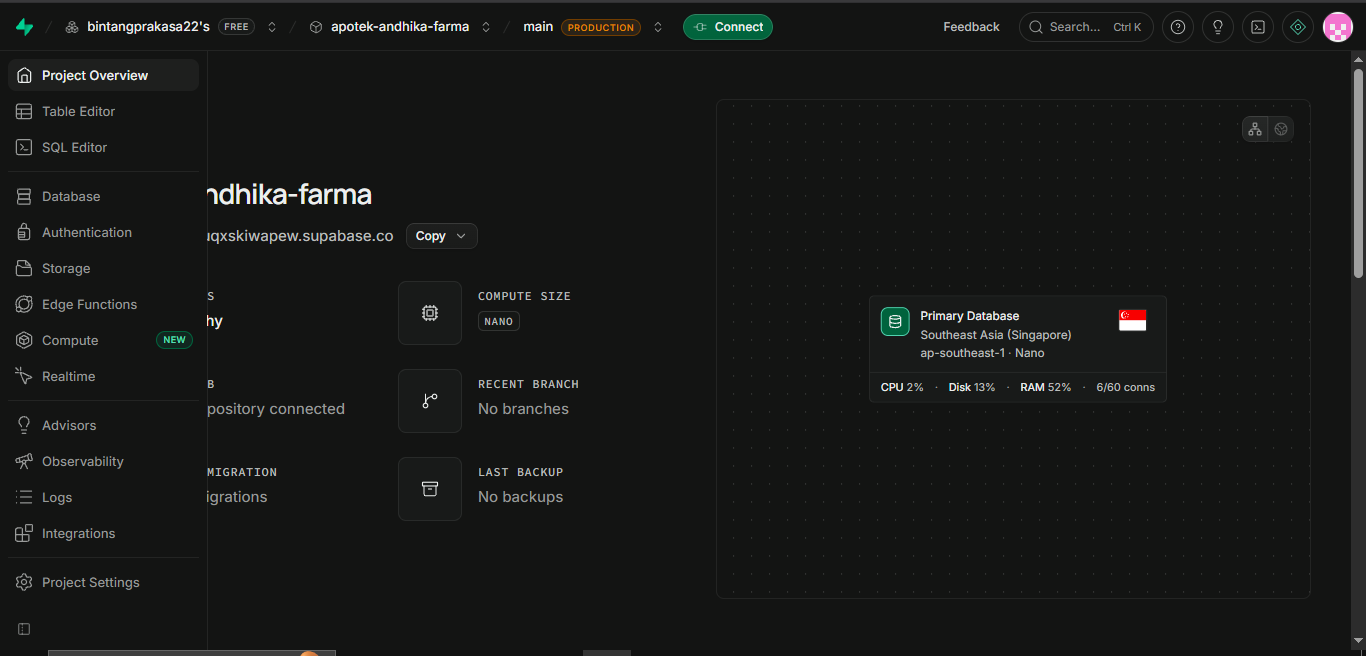 bintangprakasa22's FREE apotek-andhika-farma main PRODUCTION Connect Feedback Search... Ctrl K
Project Overview
Table Editor
SQL Editor
Database
Authentication
Storage
Edge Functions
Compute NEW
Realtime
Advisors
Observability
Logs
Integrations
Project Settings
ndhika-farma
uqxskiwapew.supabase.co Copy
S
hy
COMPUTE SIZE
NANO
B
pository connected
RECENT BRANCH
No branches
MIGRATION
igrations
LAST BACKUP
No backups
Primary Database
Southeast Asia (Singapore)
ap-southeast-1 · Nano
CPU 2% · Disk 13% · RAM 52% · 6/60 conns